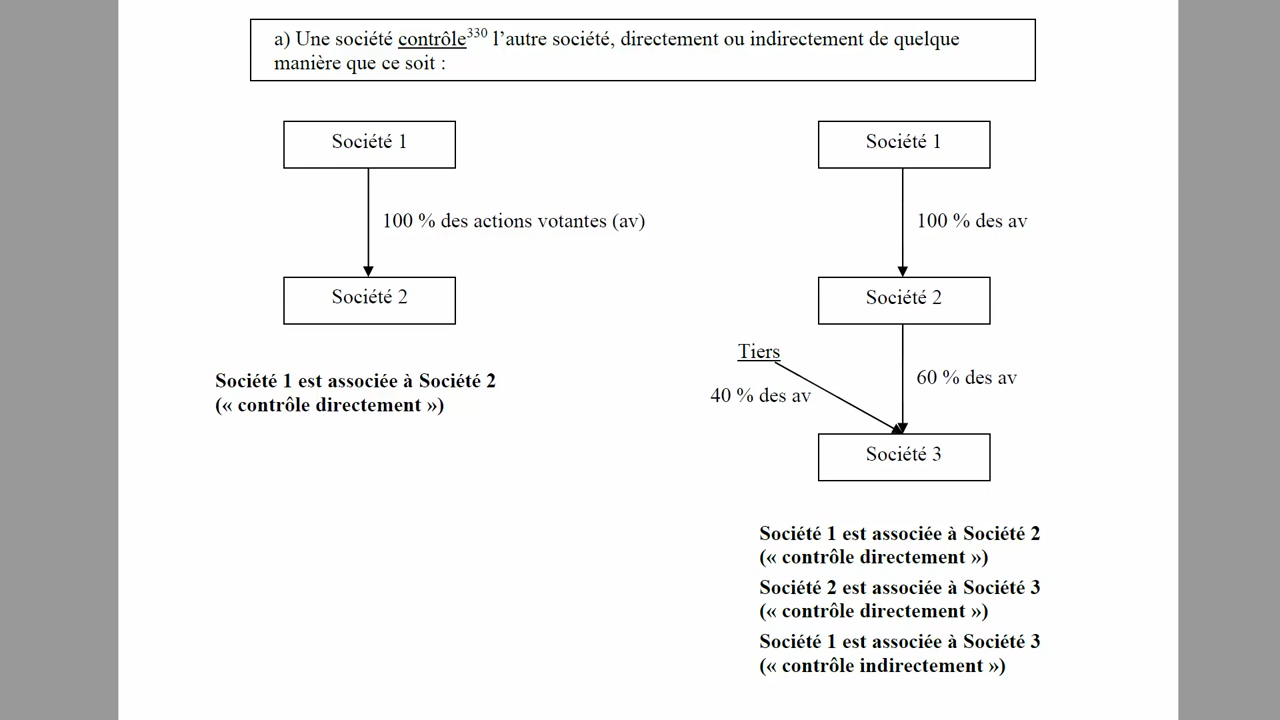 a) Une société contrôle330 l’autre société, directement ou indirectement de quelque
manière que ce soit :
Société 1
100 % des actions votantes (av)
Société 2
Société 1 est associée à Société 2
(« contrôle directement »)
Société 1
100 % des av
Société 2
Tiers
40 % des av
60 % des av
Société 3
Société 1 est associée à Société 2
(« contrôle directement »)
Société 2 est associée à Société 3
(« contrôle directement »)
Société 1 est associée à Société 3
(« contrôle indirectement »)